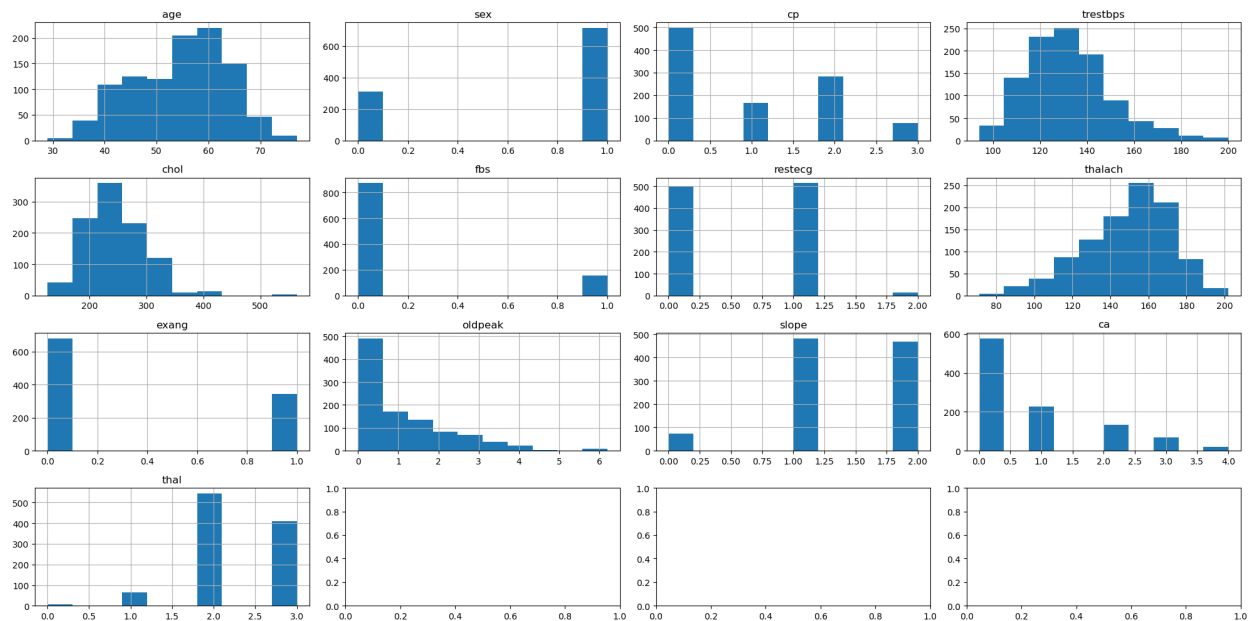 age
200
150
100
50
0
30 40 50 60 70
sex
600
400
200
0
0.0 0.2 0.4 0.6 0.8 1.0
cp
500
400
300
200
100
0
0.0 0.5 1.0 1.5 2.0 2.5 3.0
trestbps
250
200
150
100
50
0
100 120 140 160 180 200
chol
300
200
100
0
200 300 400 500
fbs
800
600
400
200
0
0.0 0.2 0.4 0.6 0.8 1.0
restecg
500
400
300
200
100
0
0.00 0.25 0.50 0.75 1.00 1.25 1.50 1.75 2.00
thalach
250
200
150
100
50
0
80 100 120 140 160 180 200
exang
600
400
200
0
0.0 0.2 0.4 0.6 0.8 1.0
oldpeak
500
400
300
200
100
0
0 1 2 3 4 5 6
slope
500
400
300
200
100
0
0.00 0.25 0.50 0.75 1.00 1.25 1.50 1.75 2.00
ca
600
400
200
0
0.0 0.5 1.0 1.5 2.0 2.5 3.0 3.5 4.0
thal
500
400
300
200
100
0
0.0 0.5 1.0 1.5 2.0 2.5 3.0
1.0
0.8
0.6
0.4
0.2
0.0
0.0 0.2 0.4 0.6 0.8 1.0
1.0
0.8
0.6
0.4
0.2
0.0
0.0 0.2 0.4 0.6 0.8 1.0
1.0
0.8
0.6
0.4
0.2
0.0
0.0 0.2 0.4 0.6 0.8 1.0